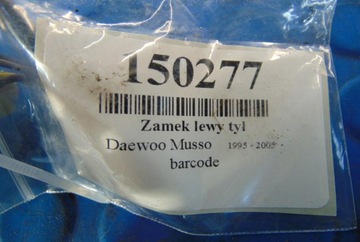 150277
Zamek lewy tył
Daewoo Musso 1995 - 2005
barcode